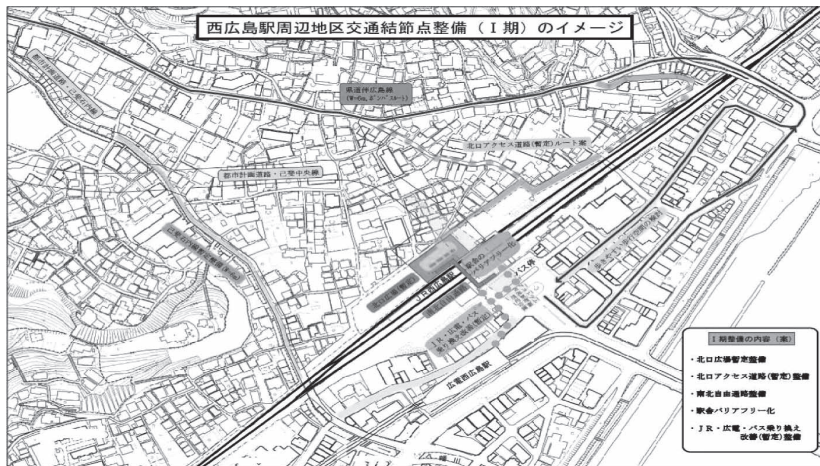 西広島駅周辺地区交通結節点整備(Ⅰ期)のイメージ
県道伴広島線
北口アクセス道路(暫定)ルート案
都市計画道路・己斐中央線
駅舎の
バリアフリー化
バス停
JR西広島駅
JR・広電・バス
広電西広島駅
Ⅰ期整備の内容(案)
・北口広場暫定整備
・北口アクセス道路(暫定)整備
・南北自由通路整備
・駅舎バリアフリー化
・JR・広電・バス乗り換え
改善(暫定)整備